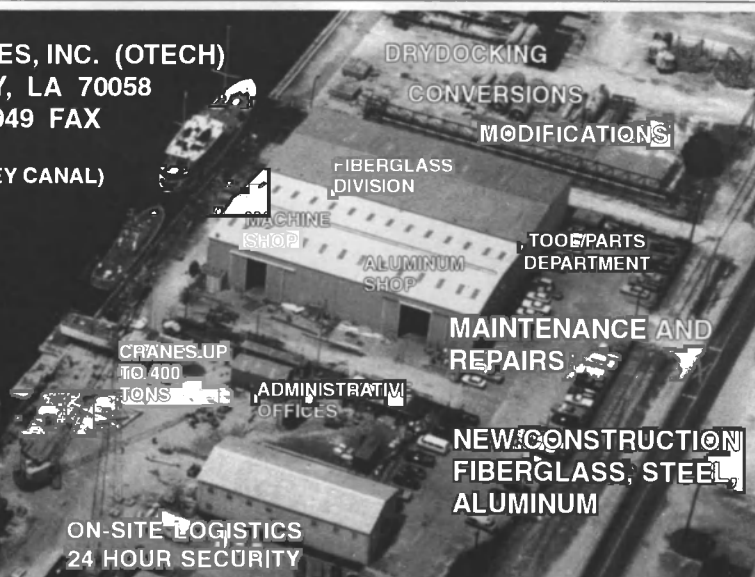 ES, INC. (OTECH)
Y, LA 70058
949 FAX
EY CANAL)
DRYDOCKING
CONVERSIONS
MODIFICATIONS
FIBERGLASS
DIVISION
MACHINE
SHOP
ALUMINUM
SHOP
TOOL/PARTS
DEPARTMENT
MAINTENANCE AND
REPAIRS
CRANES UP
TO 400
TONS
ADMINISTRATIVE
OFFICES
NEW CONSTRUCTION
FIBERGLASS, STEEL,
ALUMINUM
ON-SITE LOGISTICS
24 HOUR SECURITY